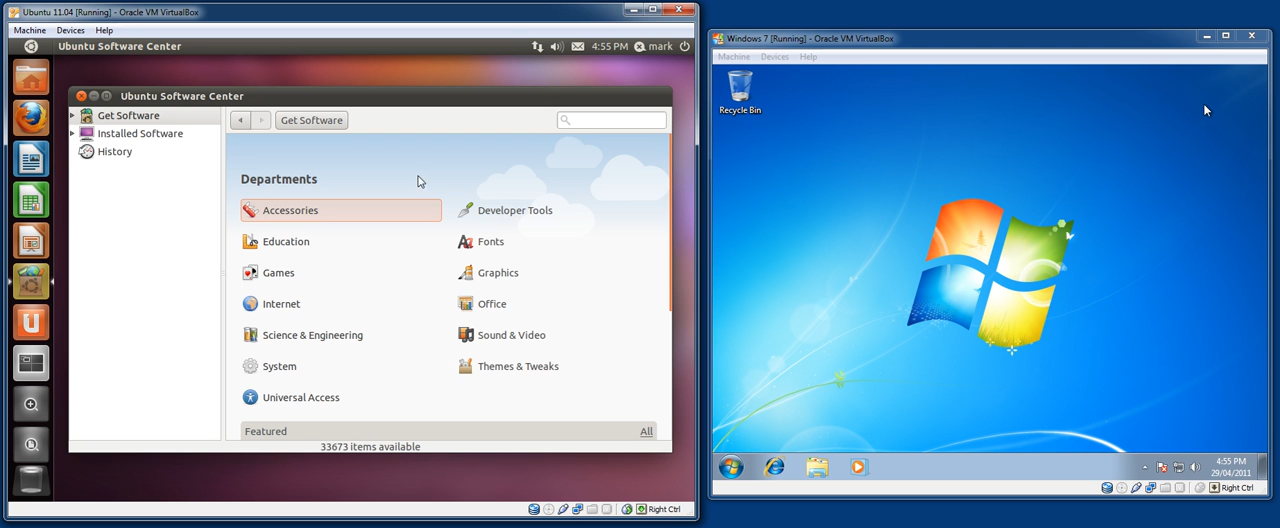 Ubuntu 11.04 [Running] - Oracle VM VirtualBox
Machine Devices Help
Ubuntu Software Center 4:55 PM mark
Ubuntu Software Center
Get Software
Installed Software
History
Get Software
Departments
Accessories Developer Tools
Education Fonts
Games Graphics
Internet Office
Science & Engineering Sound & Video
System Themes & Tweaks
Universal Access
Featured All
33673 items available
Right Ctrl
Windows 7 [Running] - Oracle VM VirtualBox
Machine Devices Help
Recycle Bin
4:55 PM
29/04/2011
Right Ctrl